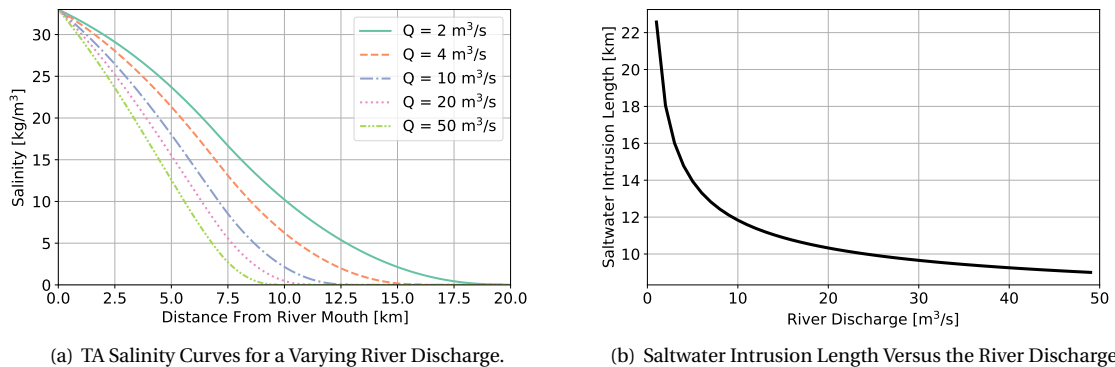 Salinity [kg/m³]
30
25
20
15
10
5
0
0.0 2.5 5.0 7.5 10.0 12.5 15.0 17.5 20.0
Distance From River Mouth [km]
Q = 2 m³/s
Q = 4 m³/s
Q = 10 m³/s
Q = 20 m³/s
Q = 50 m³/s
(a) TA Salinity Curves for a Varying River Discharge.
Saltwater Intrusion Length [km]
22
20
18
16
14
12
10
0 10 20 30 40 50
River Discharge [m³/s]
(b) Saltwater Intrusion Length Versus the River Discharge